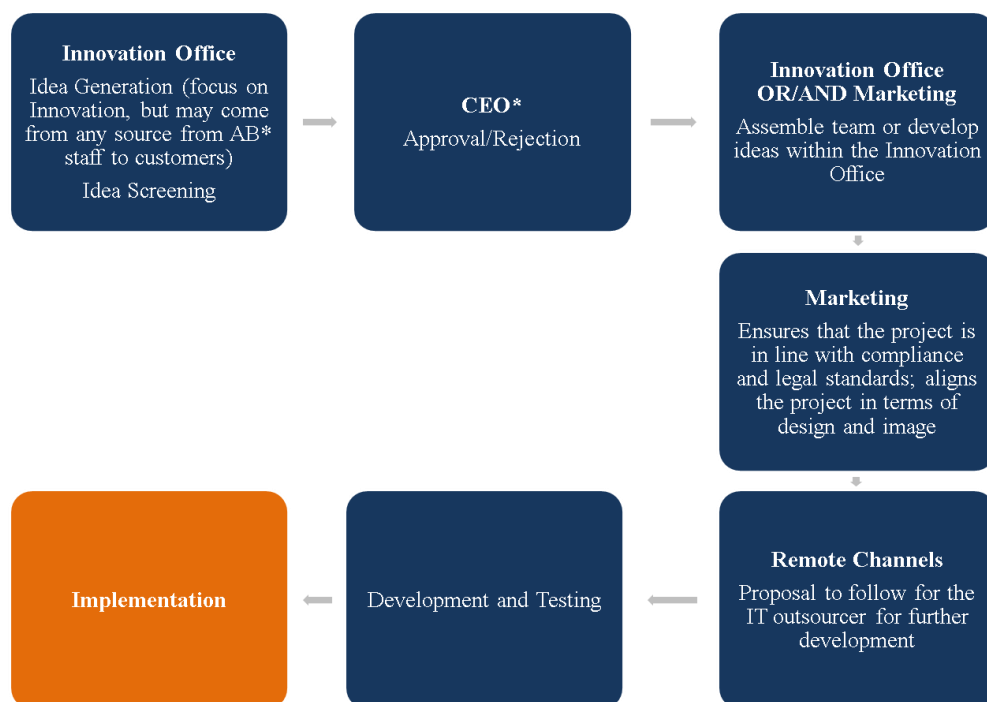 Innovation Office
Idea Generation (focus on
Innovation, but may come
from any source from AB*
staff to customers)
Idea Screening
CEO*
Approval/Rejection
Innovation Office
OR/AND Marketing
Assemble team or develop
ideas within the Innovation
Office
Marketing
Ensures that the project is
in line with compliance
and legal standards; aligns
the project in terms of
design and image
Remote Channels
Proposal to follow for the
IT outsourcer for further
development
Development and Testing
Implementation